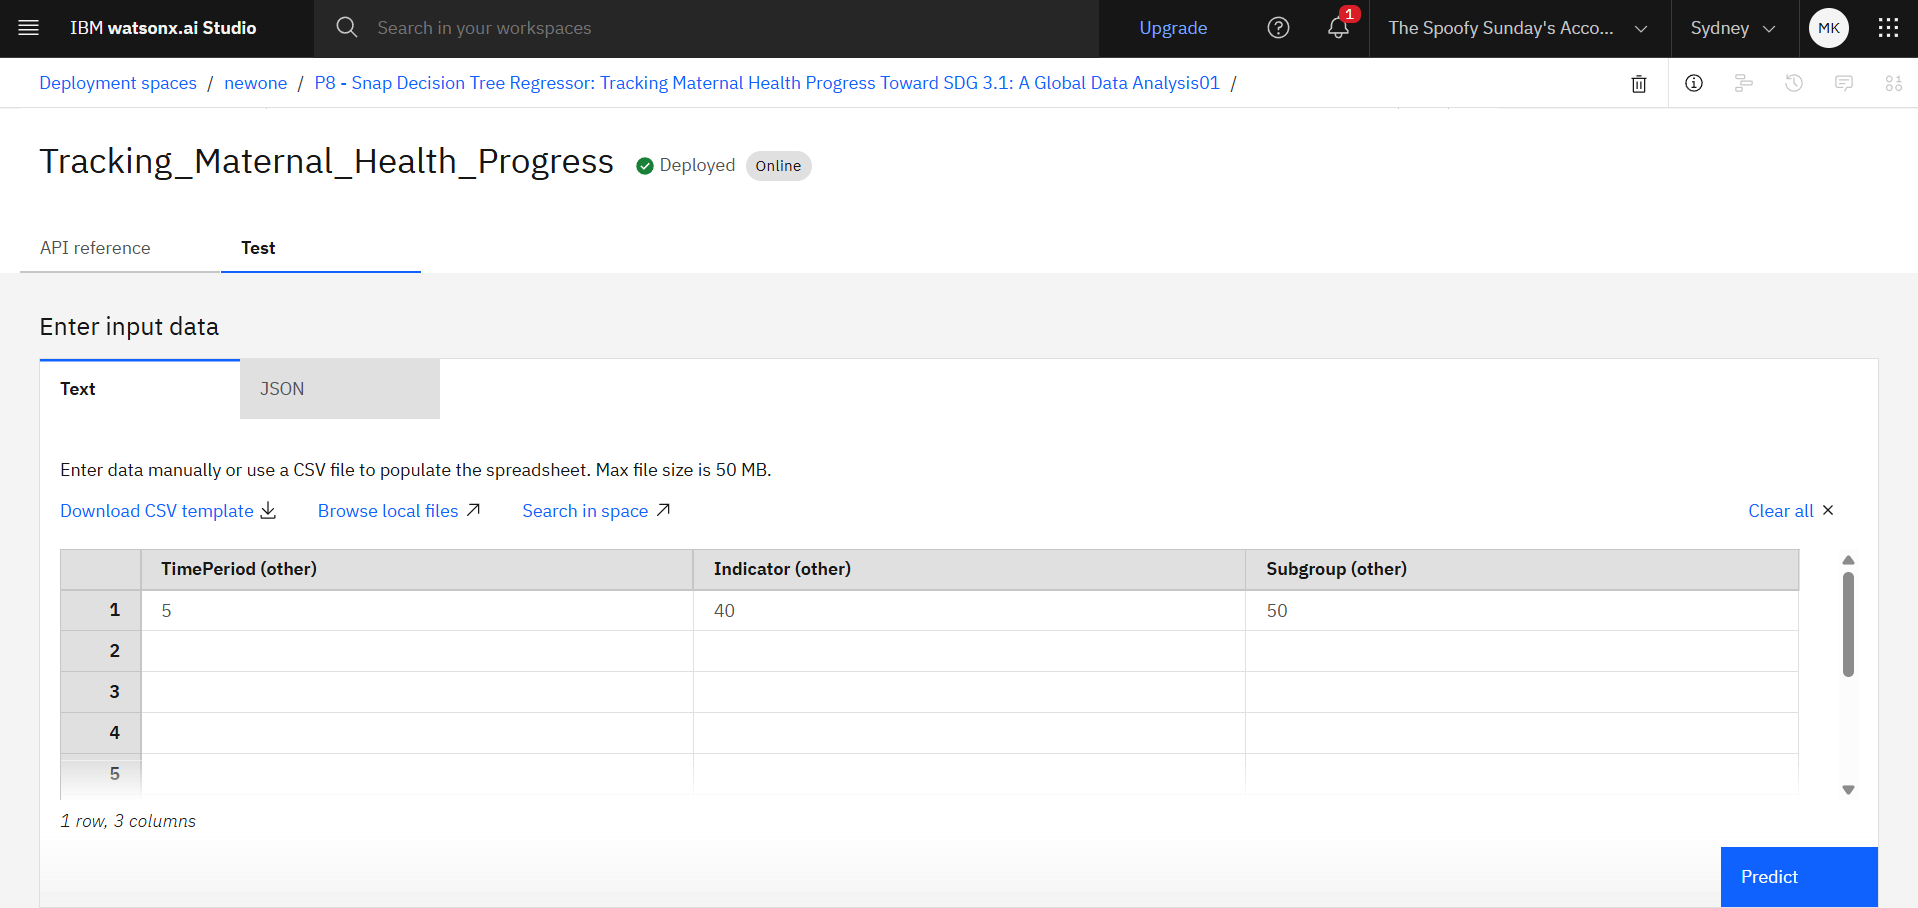 IBM watsonx.ai Studio
Search in your workspaces
Upgrade
1
The Spoofy Sunday's Acco...
Sydney
MK
Deployment spaces / newone / P8 - Snap Decision Tree Regressor: Tracking Maternal Health Progress Toward SDG 3.1: A Global Data Analysis01 /
Tracking_Maternal_Health_Progress
Deployed
Online
API reference
Test
Enter input data
Text
JSON
Enter data manually or use a CSV file to populate the spreadsheet. Max file size is 50 MB.
Download CSV template
Browse local files
Search in space
Clear all
TimePeriod (other) Indicator (other) Subgroup (other)
1 5 40 50
2
3
4
5
1 row, 3 columns
Predict